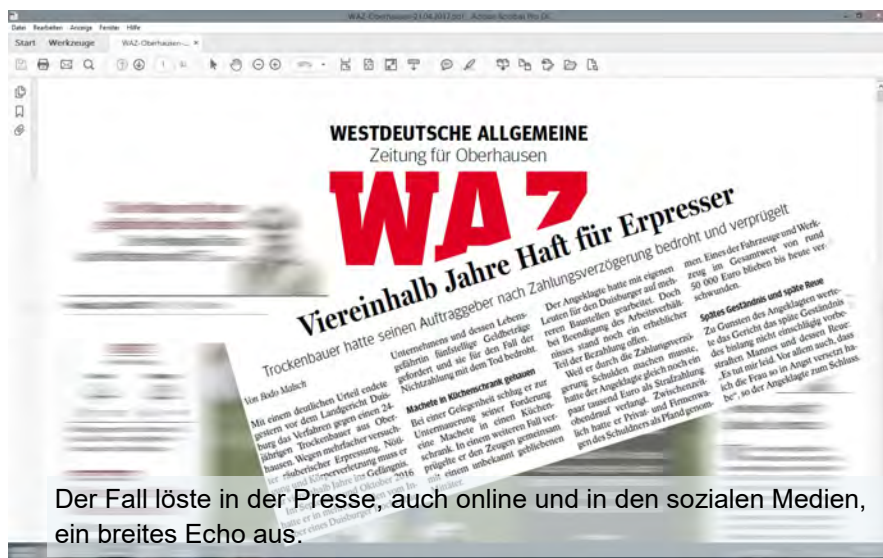 WAZ-Oberhausen-21.04.2017.pdf - Adobe Acrobat Pro DC
Datei Bearbeiten Anzeige Fenster Hilfe
Start Werkzeuge WAZ-Oberhausen-... ×
WESTDEUTSCHE ALLGEMEINE
Zeitung für Oberhausen
WAZ
Viereinhalb Jahre Haft für Erpresser
Trockenbauer hatte seinen Auftraggeber nach Zahlungsverzögerung bedroht und verprügelt
Von Bodo Malsch
Mit einem deutlichen Urteil endete
gestern vor dem Landgericht Duis-
burg das Verfahren gegen einen 24-
jährigen Trockenbauer aus Ober-
hausen. Wegen mehrfacher versuch-
ter räuberischer Erpressung, Nöti-
gung und Körperverletzung muss er
Jahre ins Gefängnis.
und Oktober 2016
Unternehmens und dessen Lebens-
gefährtin fünfstellige Geldbeträge
gefordert und sie für den Fall der
Nichtzahlung mit dem Tod bedroht.
Machete in Küchenschrank gehauen
Bei einer Gelegenheit schlug er zur
Untermauerung seiner Forderung
eine Machete in einen Küchen-
schrank. In einem weiteren Fall ver-
prügelte er den Zeugen gemeinsam
mit einem unbekannt gebliebenen
Mittäter.
Der Angeklagte hatte mit eigenen
Leuten für den Duisburger auf meh-
reren Baustellen gearbeitet. Doch
bei Beendigung des Arbeitsverhält-
nisses stand noch ein erheblicher
Teil der Bezahlung offen.
Weil er durch die Zahlungsverzö-
gerung Schulden machen musste,
hatte der Angeklagte gleich noch ein
paar tausend Euro als Strafzahlung
obendrauf verlangt. Zwischenzeit-
lich hatte er Privat- und Firmenwa-
gen des Schuldners als Pfand genom-
men. Eines der Fahrzeuge und Werk-
zeug im Gesamtwert von rund
50 000 Euro blieben bis heute ver-
schwunden.
Spätes Geständnis und späte Reue
Zu Gunsten des Angeklagten werte-
te das Gericht das späte Geständnis
des bislang nicht einschlägig vorbe-
straften Mannes und dessen Reue:
„Es tut mir leid. Vor allem auch, dass
ich die Frau so in Angst versetzt ha-
be“, so der Angeklagte zum Schluss.
Der Fall löste in der Presse, auch online und in den sozialen Medien,
ein breites Echo aus.